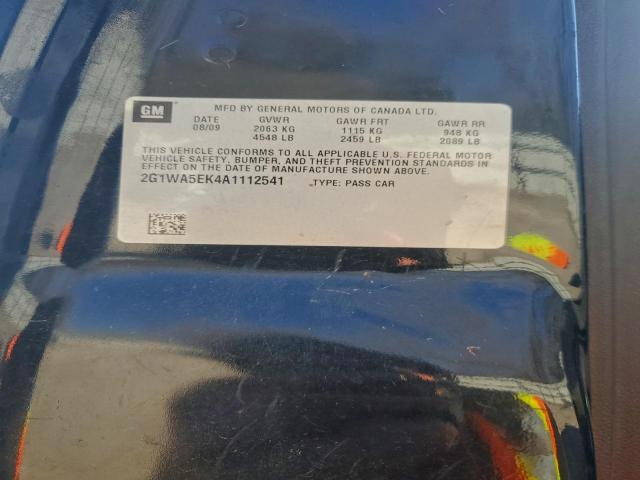 GM
MFD BY GENERAL MOTORS OF CANADA LTD.
DATE GVWR GAWR FRT GAWR RR
08/09 2063 KG 1115 KG 948 KG
4548 LB 2459 LB 2089 LB
THIS VEHICLE CONFORMS TO ALL APPLICABLE U.S. FEDERAL MOTOR
VEHICLE SAFETY, BUMPER, AND THEFT PREVENTION STANDARDS IN
EFFECT ON THE DATE OF MANUFACTURE SHOWN ABOVE.
2G1WA5EK4A1112541 TYPE: PASS CAR